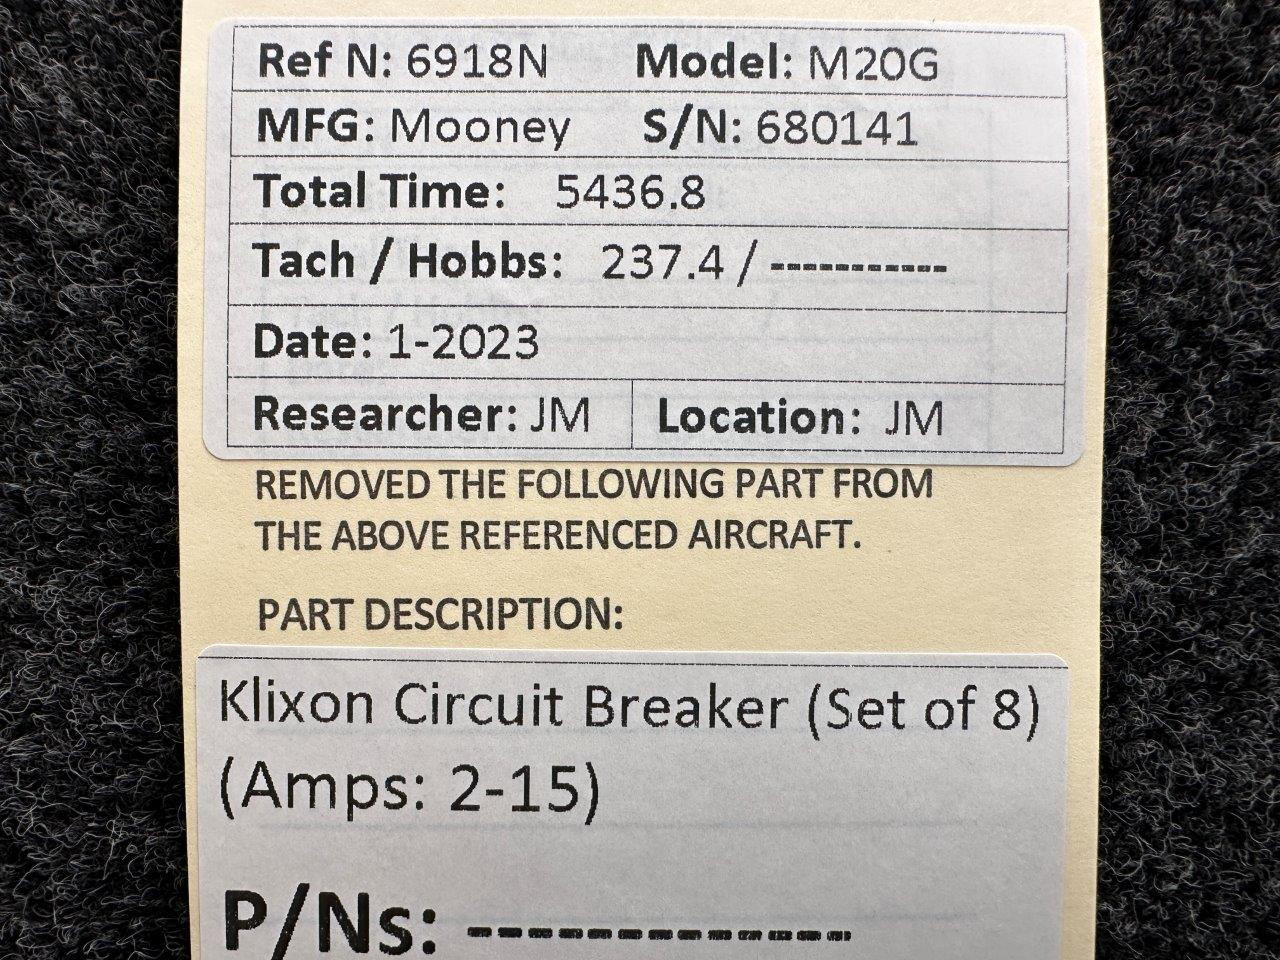 Ref N: 6918N Model: M20G
MFG: Mooney S/N: 680141
Total Time: 5436.8
Tach / Hobbs: 237.4 / -----------
Date: 1-2023
Researcher: JM Location: JM
REMOVED THE FOLLOWING PART FROM
THE ABOVE REFERENCED AIRCRAFT.
PART DESCRIPTION:
Klixon Circuit Breaker (Set of 8)
(Amps: 2-15)
P/Ns: -------------